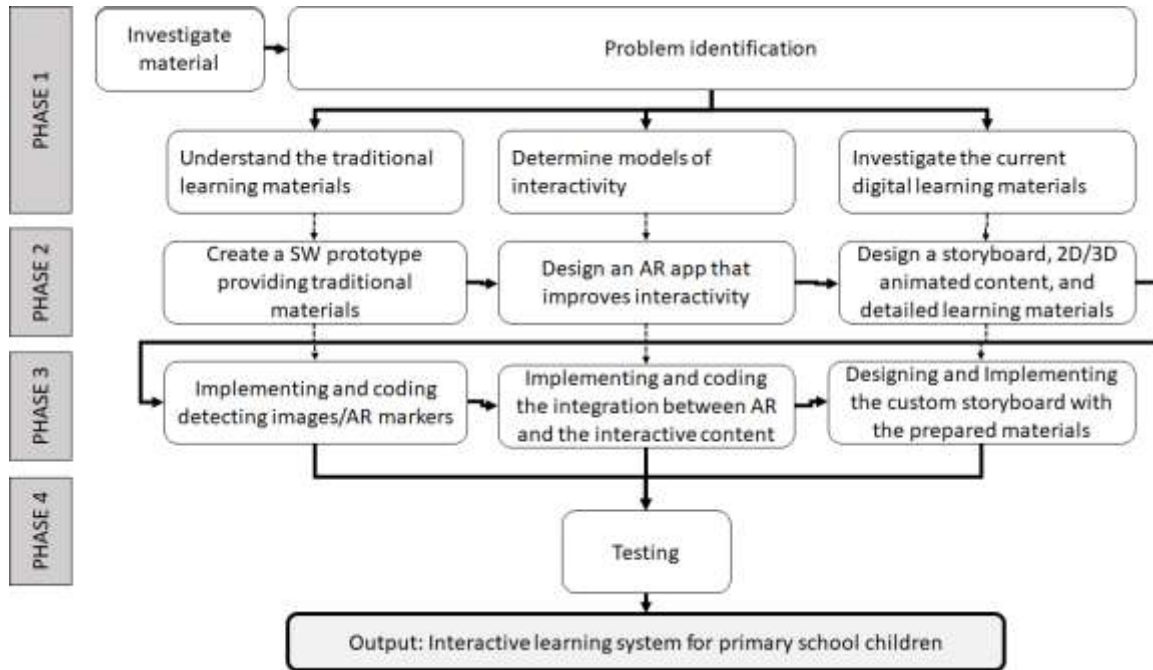 PHASE 1
Investigate
material
Problem identification
Understand the traditional
learning materials
Determine models of
interactivity
Investigate the current
digital learning materials
PHASE 2
Create a SW prototype
providing traditional
materials
Design an AR app that
improves interactivity
Design a storyboard, 2D/3D
animated content, and
detailed learning materials
PHASE 3
Implementing and coding
detecting images/AR markers
Implementing and coding
the integration between AR
and the interactive content
Designing and Implementing
the custom storyboard with
the prepared materials
PHASE 4
Testing
Output: Interactive learning system for primary school children